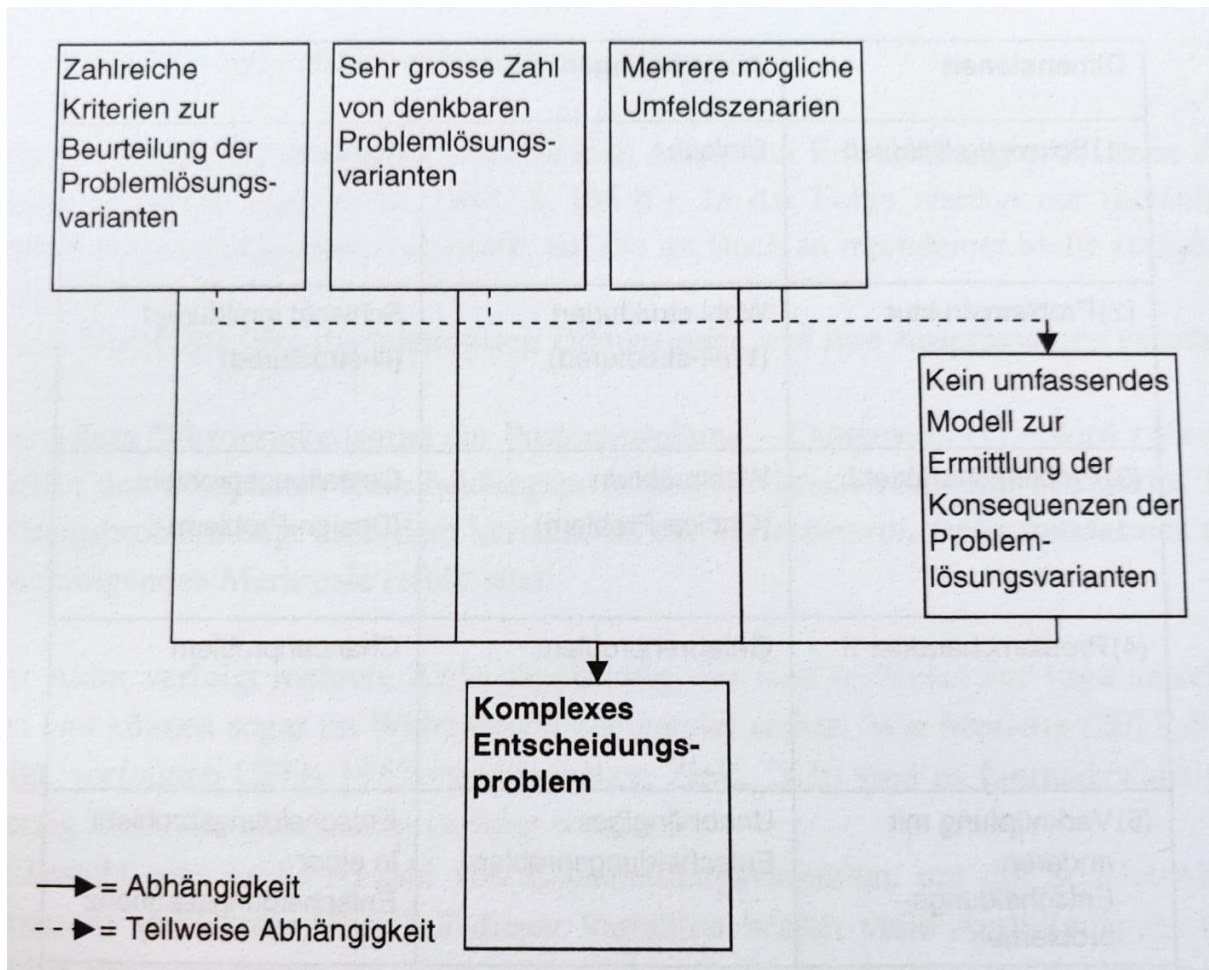 Zahlreiche
Kriterien zur
Beurteilung der
Problemlösungs-
varianten
Sehr grosse Zahl
von denkbaren
Problemlösungs-
varianten
Mehrere mögliche
Umfeldszenarien
Kein umfassendes
Modell zur
Ermittlung der
Konsequenzen der
Problem-
lösungsvarianten
Komplexes
Entscheidungs-
problem
= Abhängigkeit
= Teilweise Abhängigkeit